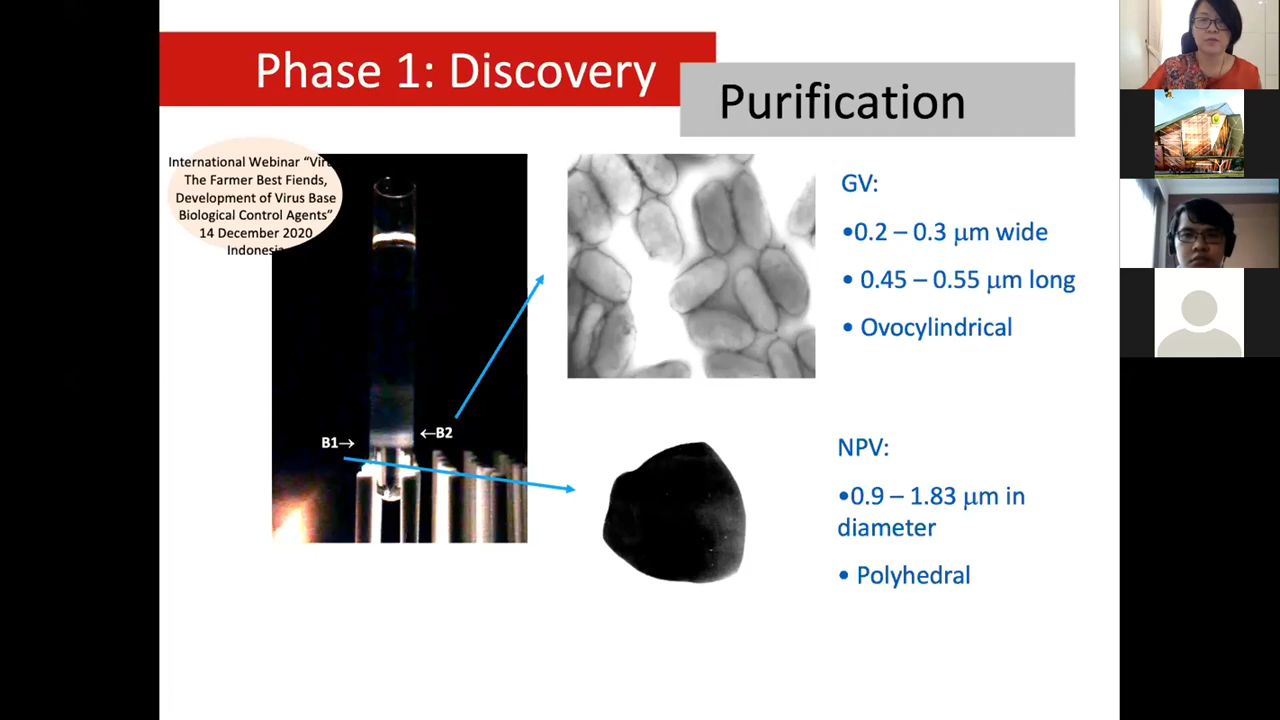 Phase 1: Discovery
Purification
International Webinar “Viru
The Farmer Best Fiends,
Development of Virus Base
Biological Control Agents”
14 December 2020
Indonesia
B1→
←B2
GV:
•0.2 – 0.3 μm wide
• 0.45 – 0.55 μm long
• Ovocylindrical
NPV:
•0.9 – 1.83 μm in
diameter
• Polyhedral